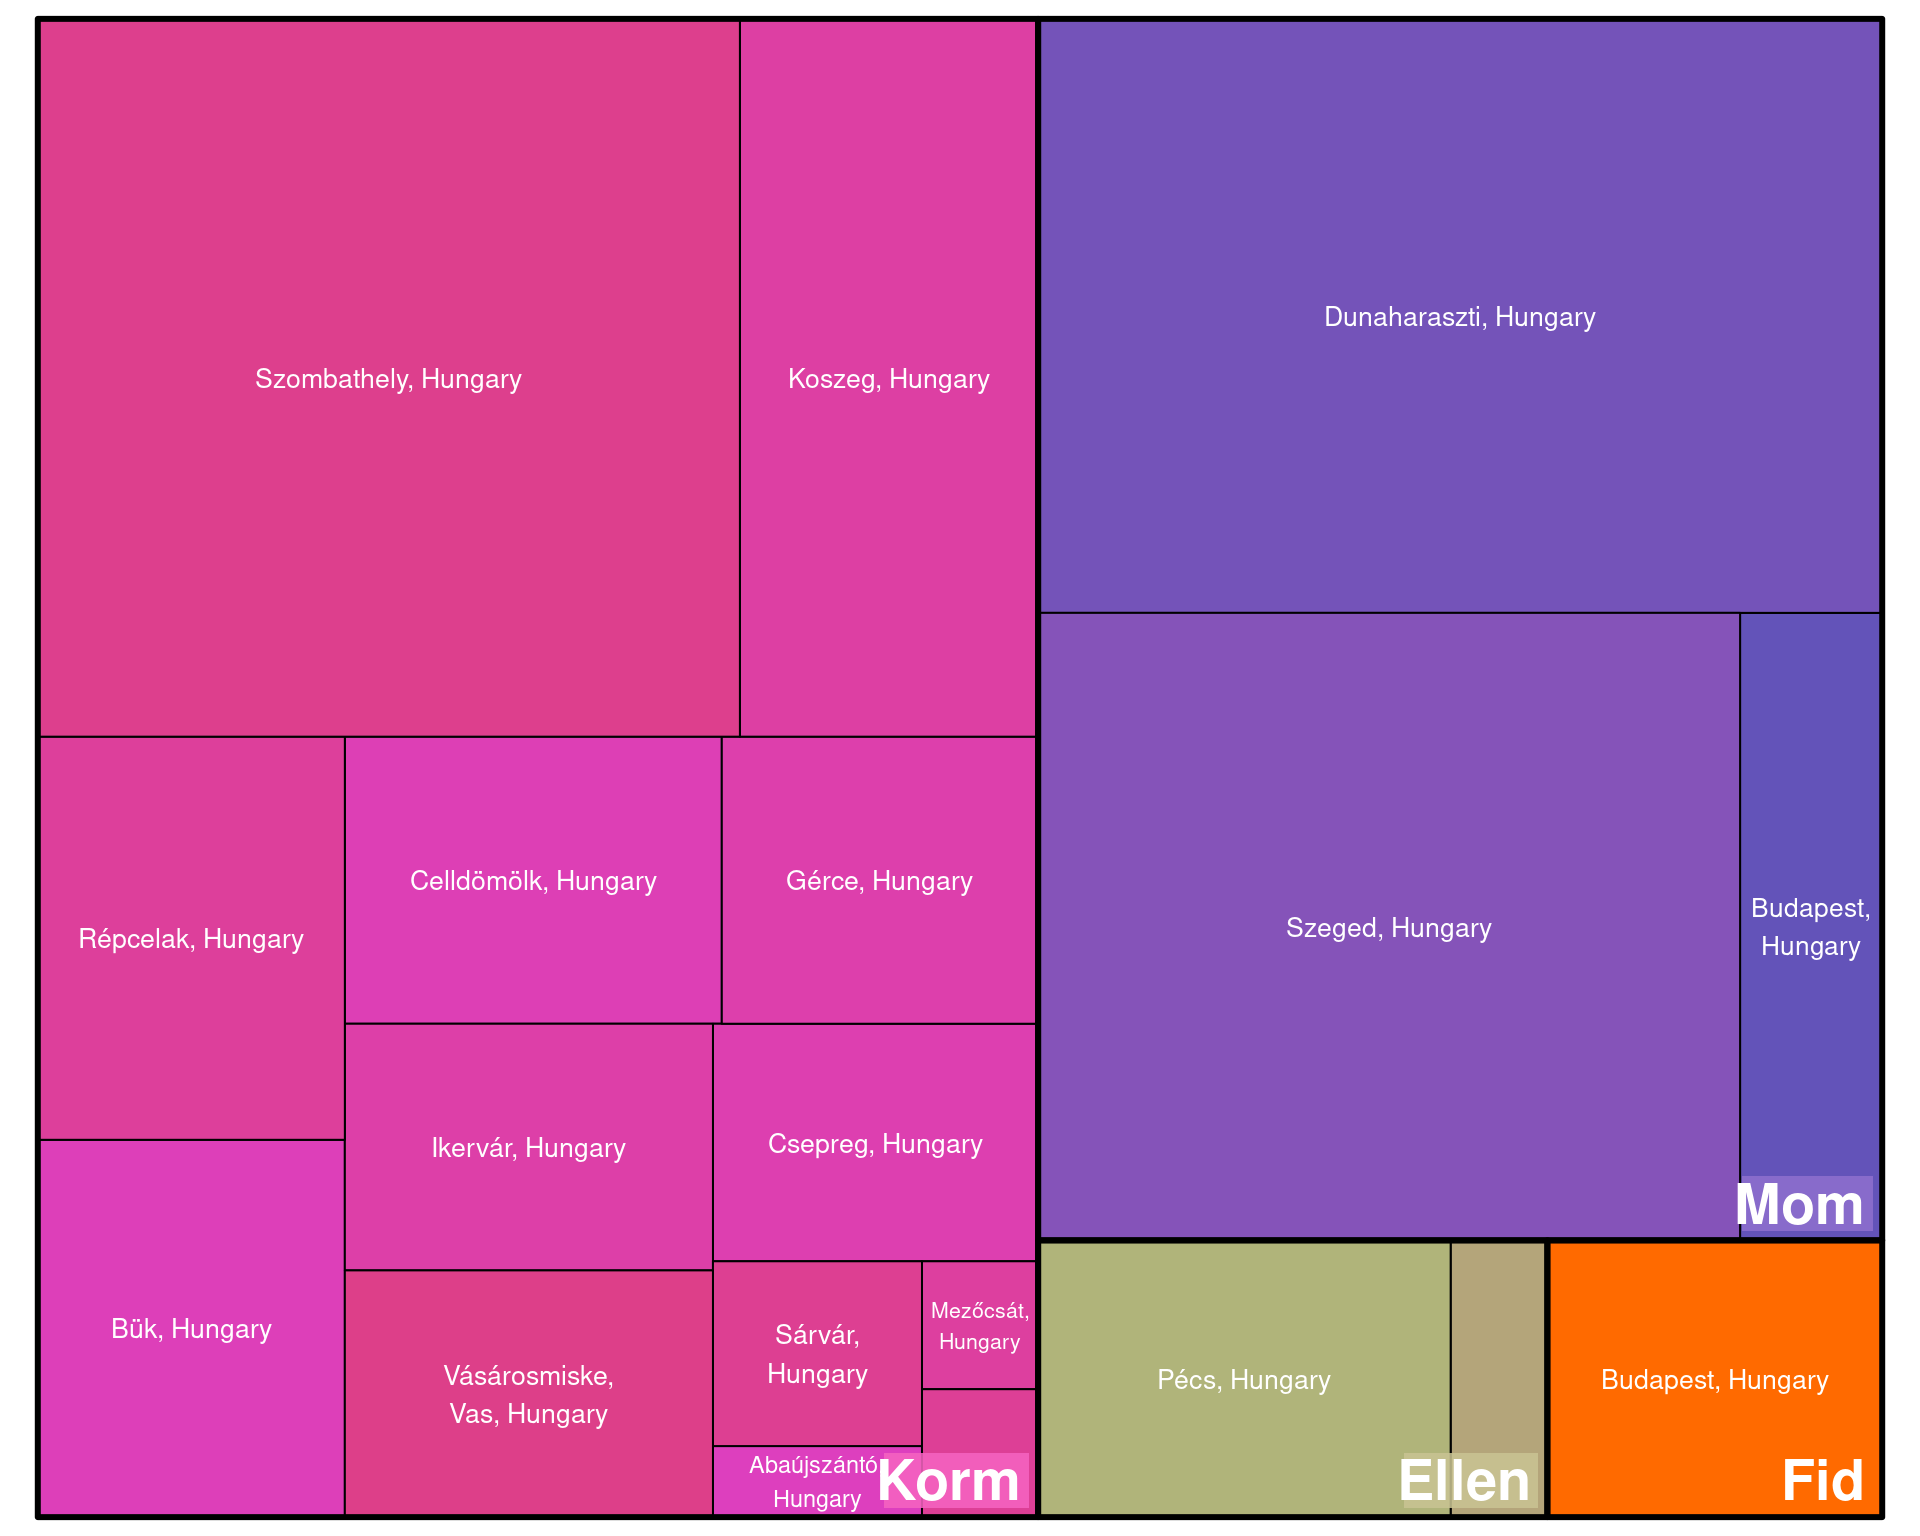 Szombathely, Hungary
Koszeg, Hungary
Dunaharaszti, Hungary
Répcelak, Hungary
Celldömölk, Hungary
Gérce, Hungary
Szeged, Hungary
Budapest,
Hungary
Ikervár, Hungary
Csepreg, Hungary
Mom
Bük, Hungary
Vásárosmiske,
Vas, Hungary
Sárvár,
Hungary
Mezőcsát,
Hungary
Abaújszántó
Hungary
Korm
Pécs, Hungary
Ellen
Budapest, Hungary
Fid